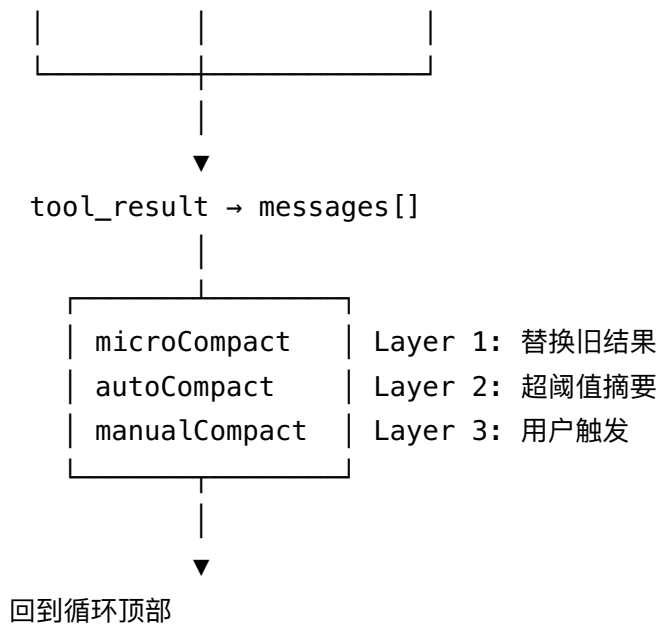 tool_result → messages[]
microCompact Layer 1: 替换旧结果
autoCompact Layer 2: 超阈值摘要
manualCompact Layer 3: 用户触发
回到循环顶部